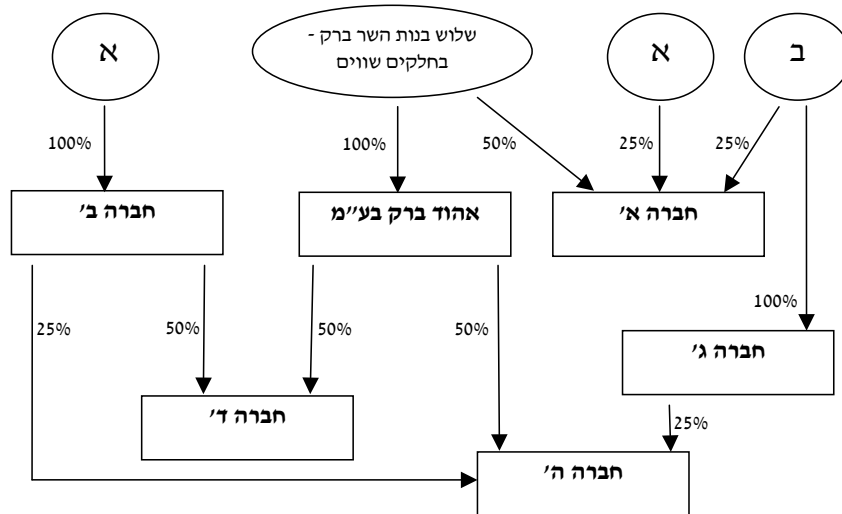 א
שלוש בנות השר ברק -
בחלקים שווים
א
ב
100%
100%
50%
25%
25%
חברה ב'
אהוד ברק בע"מ
חברה א'
100%
25%
50%
50%
50%
חברה ג'
חברה ד'
25%
חברה ה'